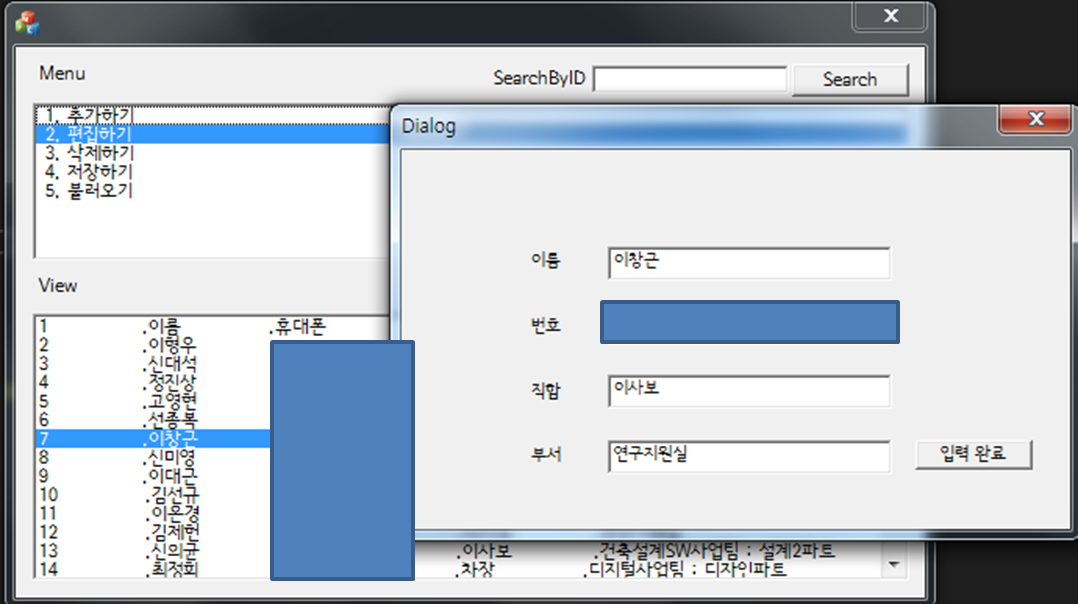 Menu
SearchByID
Search
1. 추가하기
2. 편집하기
3. 삭제하기
4. 저장하기
5. 불러오기
Dialog
이름
이창근
번호
직함
이사보
부서
연구지원실
입력 완료
View
1 .이름 .휴대폰
2 .이형우
3 .신대석
4 .정진상
5 .고영현
6 .선종복
7 .이창근
8 .신미영
9 .이대근
10 .김선규
11 .이은경
12 .김제헌
13 .신의균 .이사보 .건축설계SW사업팀 : 설계2파트
14 .최정회 .차장 .디지털사업팀 : 디자인파트